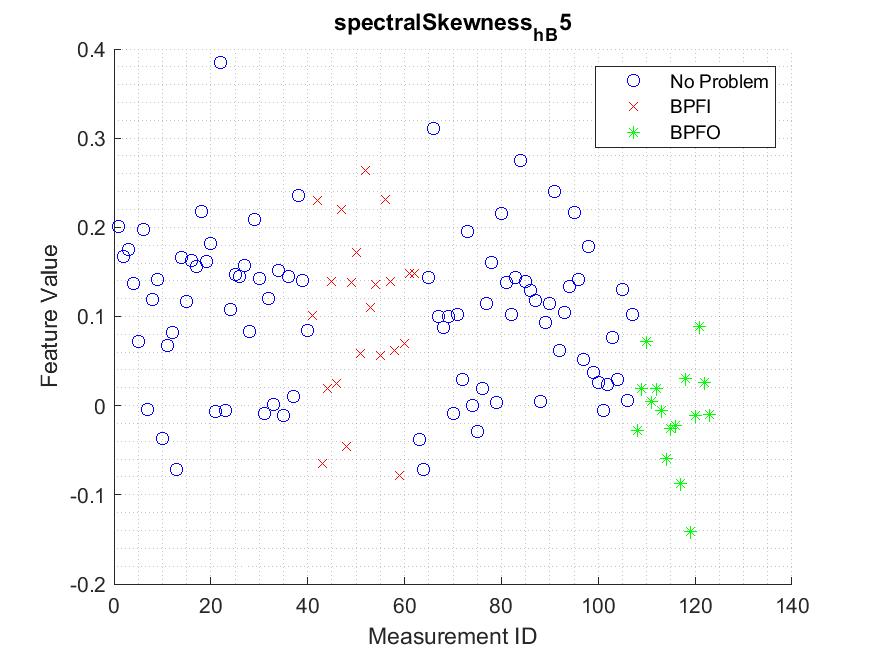 spectralSkewness_hB5
0.4
0.3
0.2
0.1
0
-0.1
-0.2
Feature Value
No Problem
BPFI
BPFO
0 20 40 60 80 100 120 140
Measurement ID